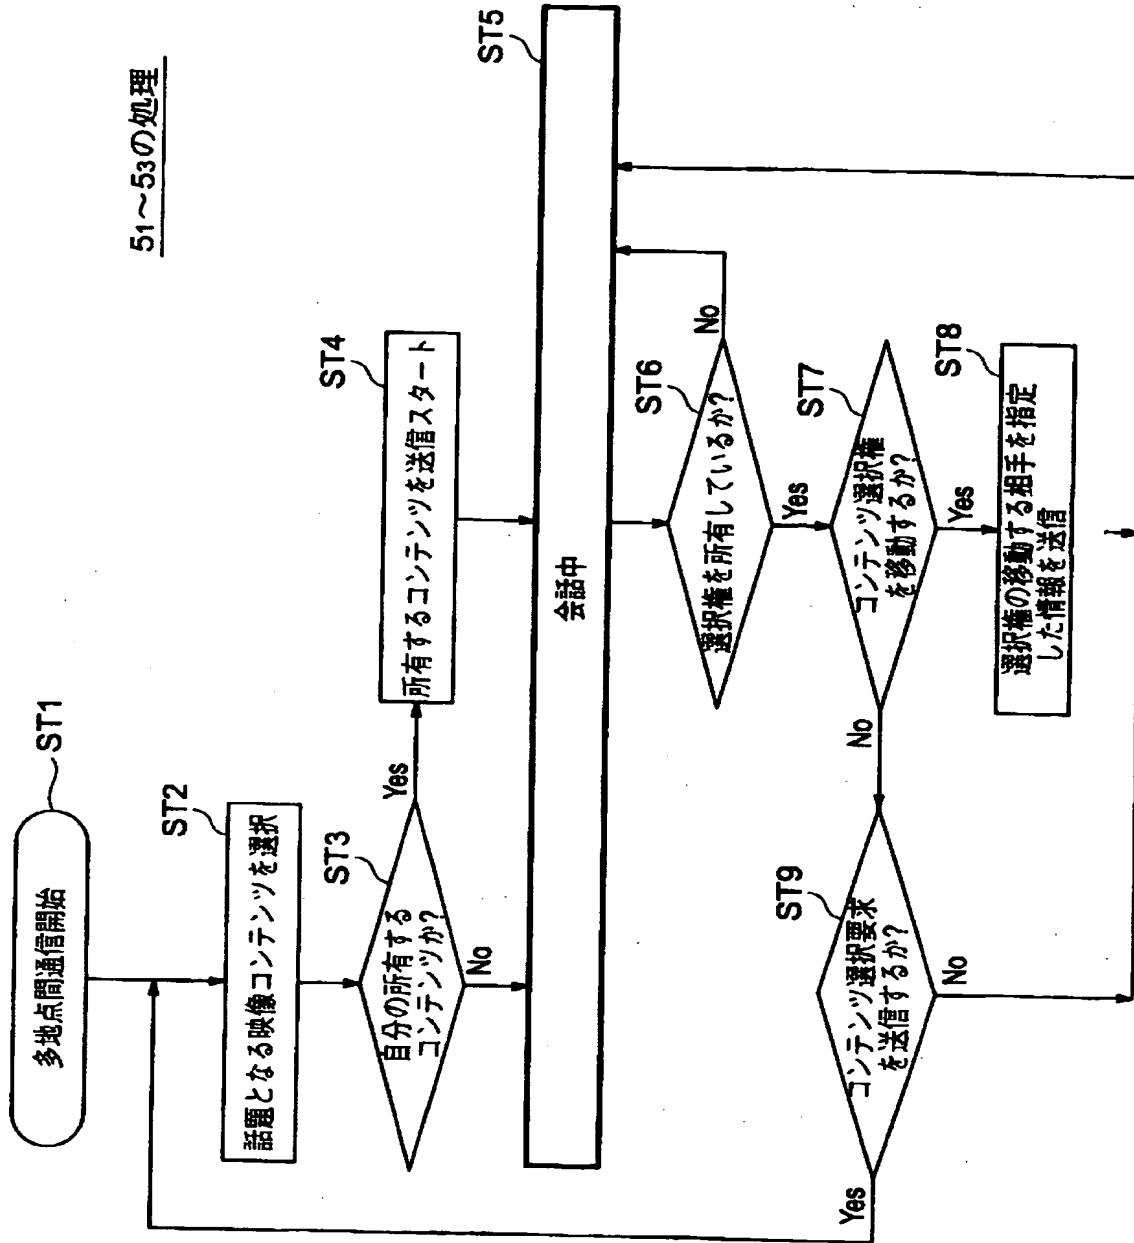 5₁～5₃の処理
多地点間通信開始
ST1
話題となる映像コンテンツを選択
ST2
自分の所有する
コンテンツか?
ST3
Yes
No
所有するコンテンツを送信スタート
ST4
会話中
ST5
選択権を所有しているか?
ST6
No
Yes
コンテンツ選択権
を移動するか?
ST7
No
Yes
選択権の移動する相手を指定
した情報を送信
ST8
コンテンツ選択要求
を送信するか?
ST9
Yes
No